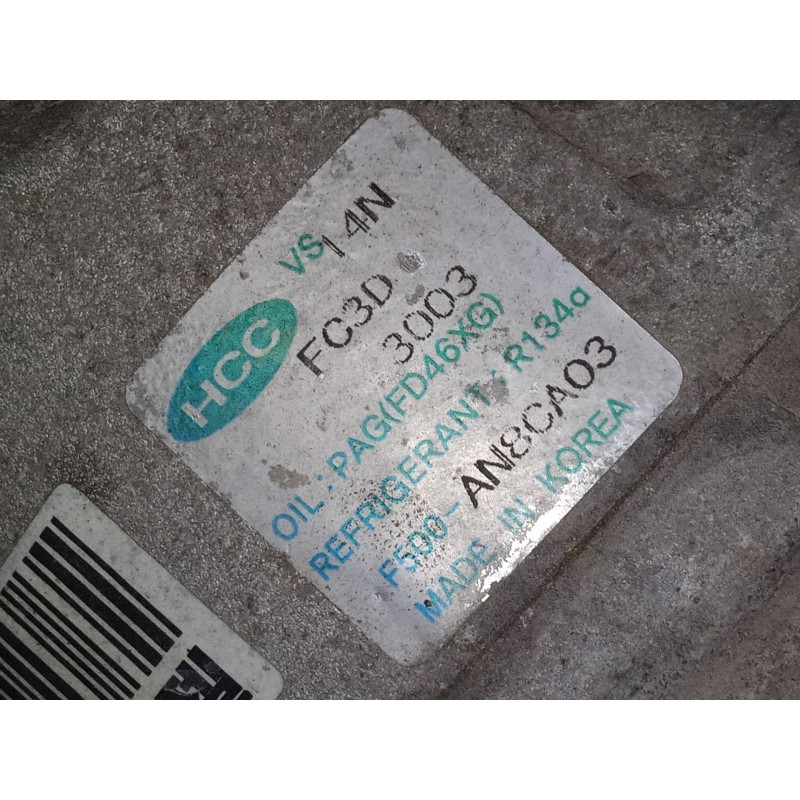 HCC
VS14N
FC3D
3003
OIL : PAG(FD46XG)
REFRIGERANT: R134a
F500-AN8CA03
MADE IN KOREA